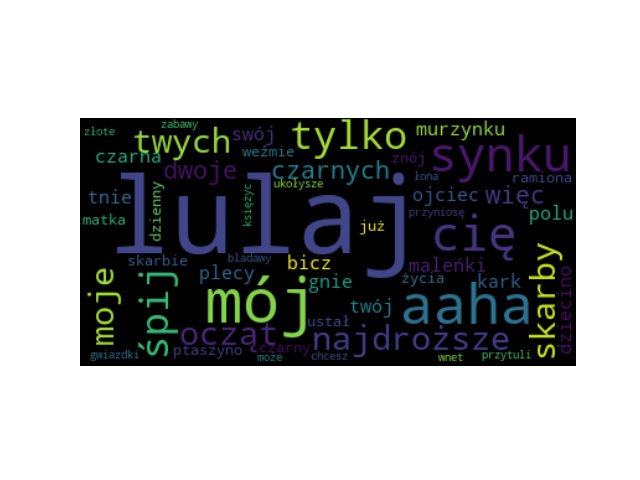 złote
zabawy
twych
swój
tylko
murzynku
czarna
weźmie
synku
dwoje
czarnych
znój
tnie
dzienny
księżyc
ukołysze
łona
ramiona
ojciec
więc
matka
lulaj
już
przyniosę
polu
cię
skarbie
bladawy
bicz
maleńki
moje
śpij
plecy
gnie
życia
kark
skarby
dziecino
mój
twój
aaha
ocząt
ustał
najdroższe
gwiazdki
ptaszyno
czarny
może
chcesz
wnet
przytuli